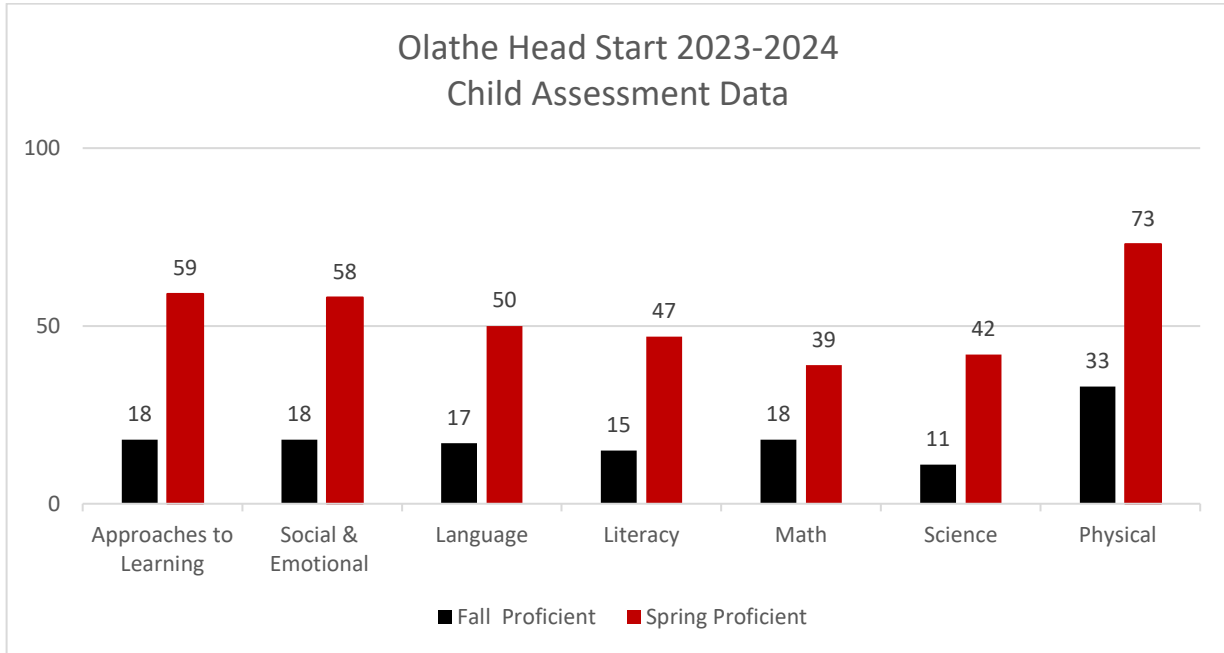 Olathe Head Start 2023-2024
Child Assessment Data
100
73
59
58
50
50
47
42
39
33
18
18
17
15
18
11
0
Approaches to Learning
Social & Emotional
Language
Literacy
Math
Science
Physical
Fall Proficient
Spring Proficient